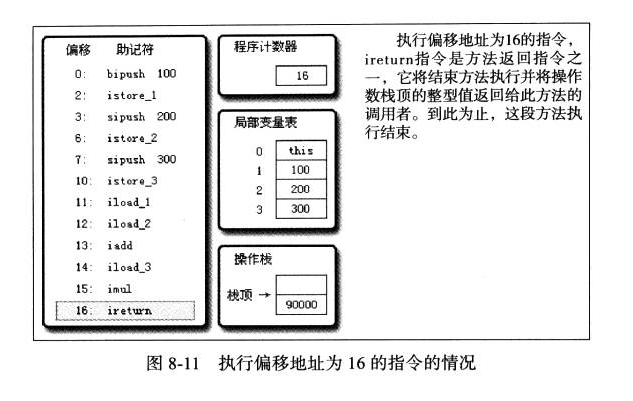 偏移 助记符
0: bipush 100
2: istore_1
3: sipush 200
6: istore_2
7: sipush 300
10: istore_3
11: iload_1
12: iload_2
13: iadd
14: iload_3
15: imul
16: ireturn
程序计数器
16
局部变量表
0 this
1 100
2 200
3 300
操作栈
栈顶 →
90000
执行偏移地址为16的指令,
ireturn指令是方法返回指令之
一，它将结束方法执行并将操作
数栈顶的整型值返回给此方法的
调用者。到此为止，这段方法执
行结束。
图 8-11 执行偏移地址为 16 的指令的情况